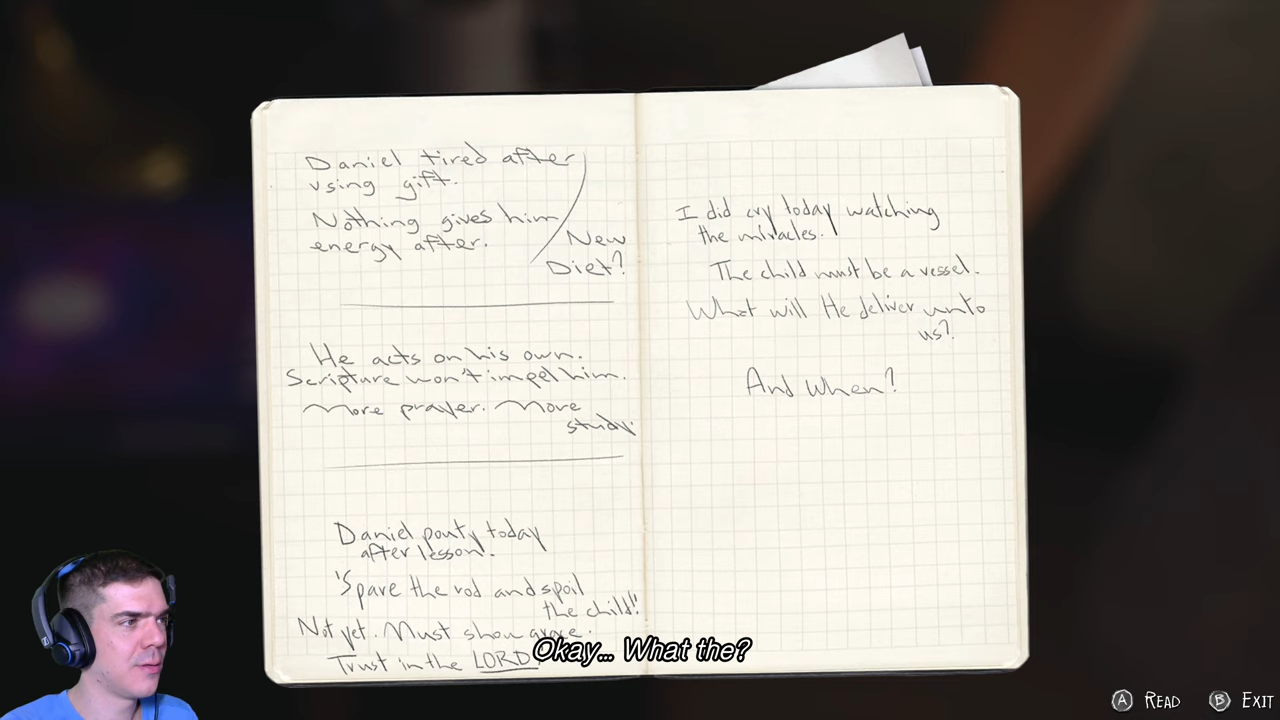 Daniel tired after
using gift.
Nothing gives him
energy after.
New
Diet?
He acts on his own.
Scripture won't impel him.
More prayer. More
study.
Daniel pouty today
after lesson.
'Spare the rod and spoil
the child!'
Not yet. Must show grace.
Trust in the LORD
I did cry today watching
the miracles.
The child must be a vessel.
What will He deliver unto
us?
And When?
Okay... What the?
A READ B EXIT